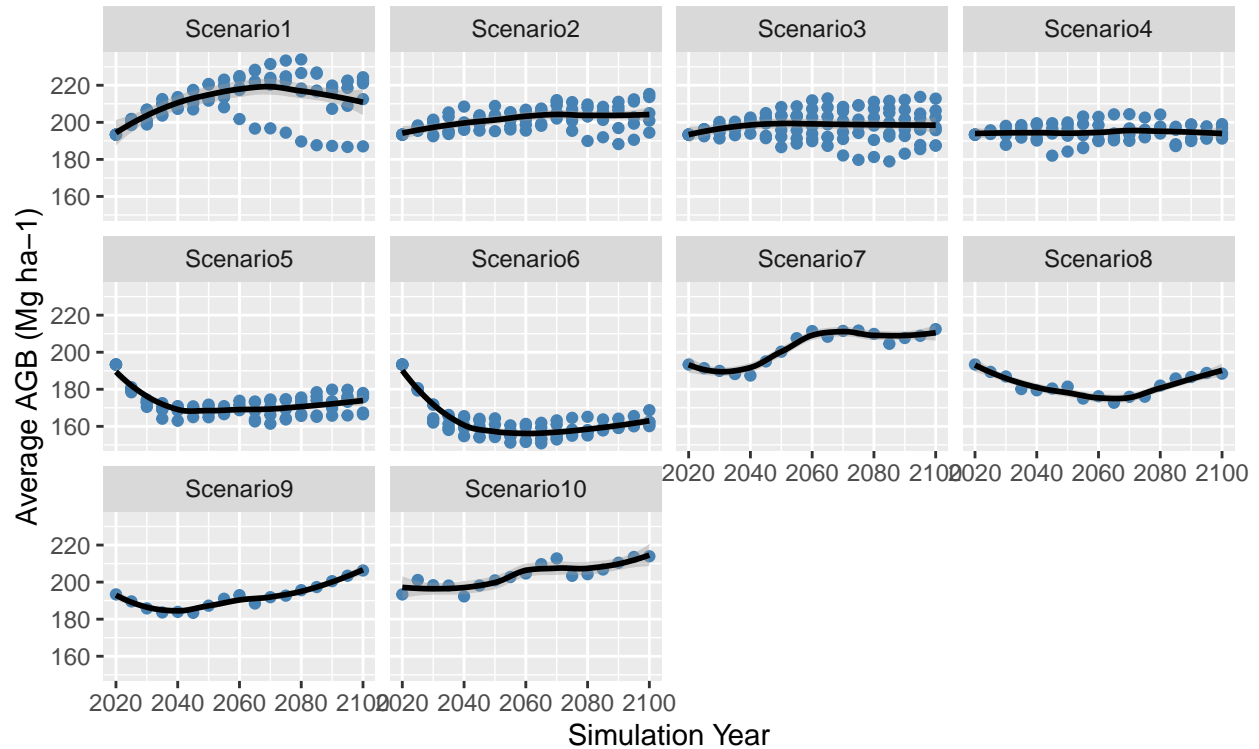 Scenario1 Scenario2 Scenario3 Scenario4
220
200
180
160
Scenario5 Scenario6 Scenario7 Scenario8
220
200
180
160
2020 2040 2060 2080 2100 2020 2040 2060 2080 2100
Scenario9 Scenario10
220
200
180
160
2020 2040 2060 2080 2100 2020 2040 2060 2080 2100
Simulation Year
Average AGB (Mg ha−1)